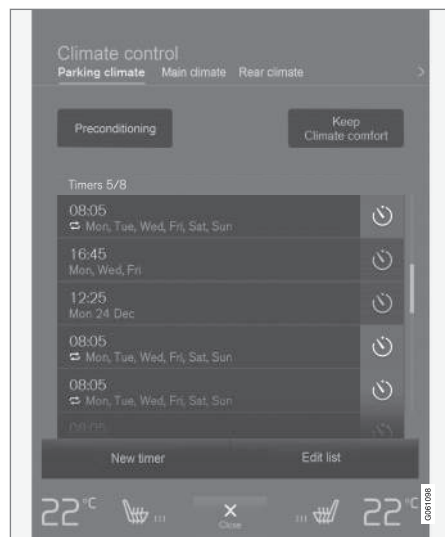 Climate control
Parking climate Main climate Rear climate
Preconditioning
Keep
Climate comfort
Timers 5/8
08:05
Mon, Tue, Wed, Fri, Sat, Sun
16:45
Mon, Wed, Fri
12:25
Mon 24 Dec
08:05
Mon, Tue, Wed, Fri, Sat, Sun
08:05
Mon, Tue, Wed, Fri, Sat, Sun
08:05
New timer Edit list
22°C 22°C
Close
G061098